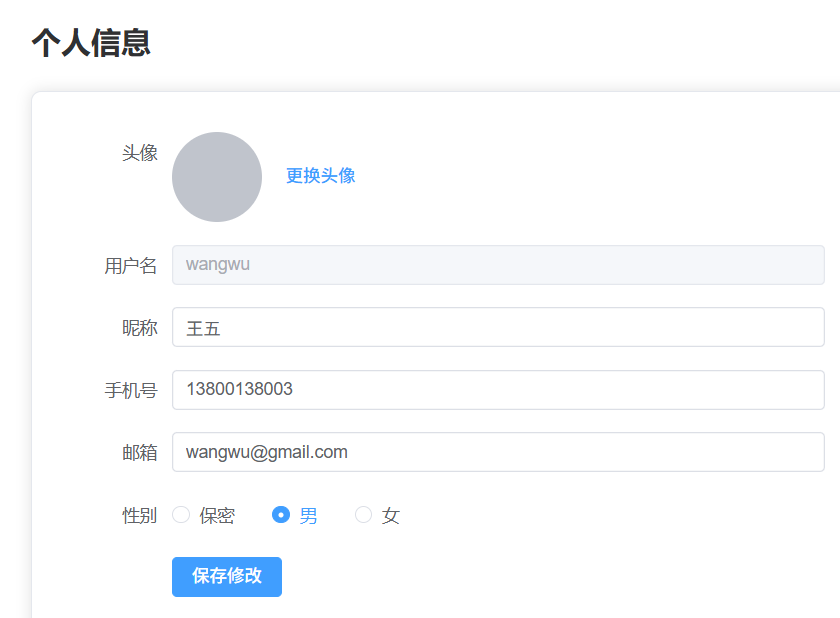 个人信息
头像
更换头像
用户名 wangwu
昵称 王五
手机号 13800138003
邮箱 wangwu@gmail.com
性别 保密 男 女
保存修改